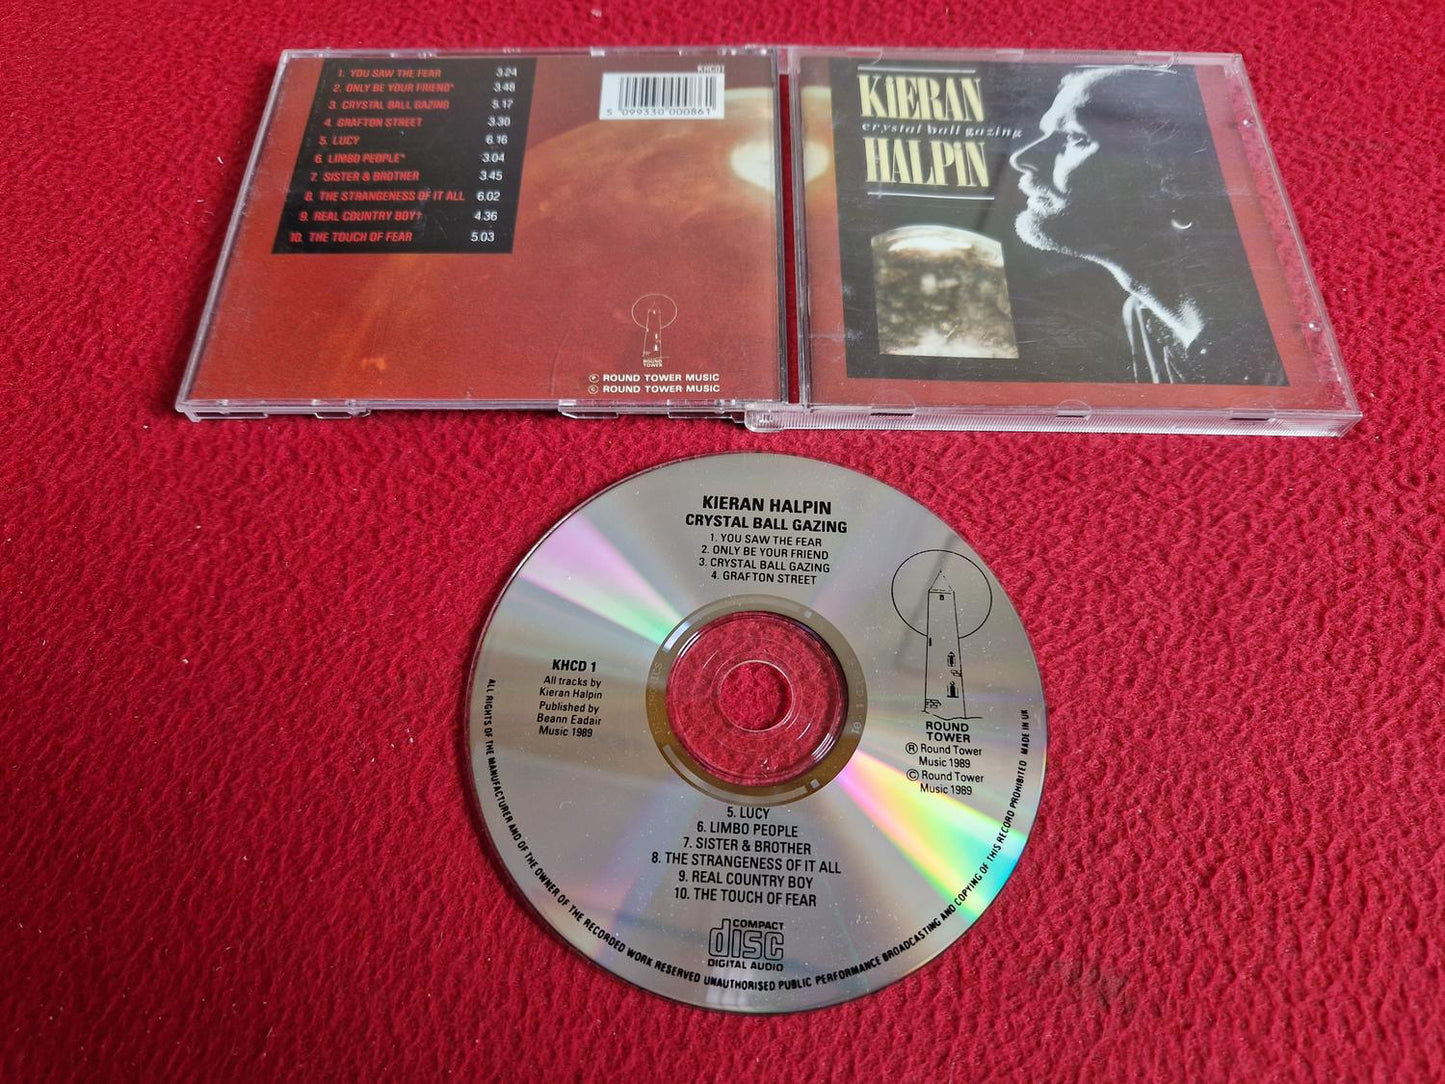 1. YOU SAW THE FEAR 3.24
2. ONLY BE YOUR FRIEND* 3.48
3. CRYSTAL BALL GAZING 5.17
4. GRAFTON STREET 3.30
5. LUCY 6.16
6. LIMBO PEOPLE* 3.04
7. SISTER & BROTHER 3.45
8. THE STRANGENESS OF IT ALL 6.02
9. REAL COUNTRY BOY† 4.36
10. THE TOUCH OF FEAR 5.03
KHC01
5 099330 000861
ROUND
TOWER
Ⓟ ROUND TOWER MUSIC
© ROUND TOWER MUSIC
KiERAN
crystal ball gazing
HALPiN
KIERAN HALPIN
CRYSTAL BALL GAZING
1. YOU SAW THE FEAR
2. ONLY BE YOUR FRIEND
3. CRYSTAL BALL GAZING
4. GRAFTON STREET
KHCD 1
All tracks by
Kieran Halpin
Published by
Beann Eadair
Music 1989
ROUND
TOWER
® Round Tower
Music 1989
© Round Tower
Music 1989
5. LUCY
6. LIMBO PEOPLE
7. SISTER & BROTHER
8. THE STRANGENESS OF IT ALL
9. REAL COUNTRY BOY
10. THE TOUCH OF FEAR
COMPACT
disc
DIGITAL AUDIO
ALL RIGHTS OF THE MANUFACTURER AND OF THE OWNER OF THE RECORDED WORK RESERVED UNAUTHORISED PUBLIC PERFORMANCE BROADCASTING AND COPYING OF THIS RECORD PROHIBITED MADE IN UK